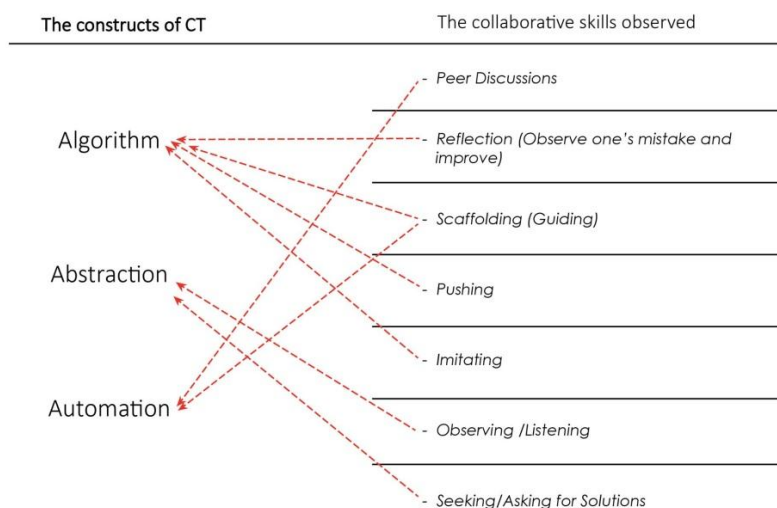 The constructs of CT
The collaborative skills observed
- Peer Discussions
Algorithm
- Reflection (Observe one's mistake and
improve)
- Scaffolding (Guiding)
Abstraction
- Pushing
- Imitating
Automation
- Observing /Listening
- Seeking/Asking for Solutions